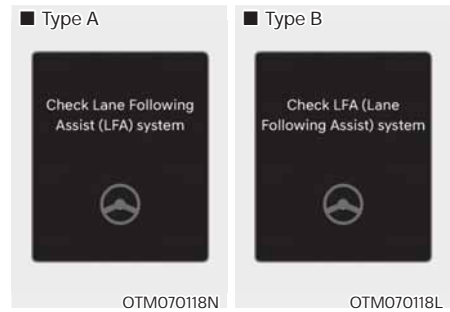 ■ Type A
Check Lane Following
Assist (LFA) system
OTM070118N
■ Type B
Check LFA (Lane
Following Assist) system
OTM070118L